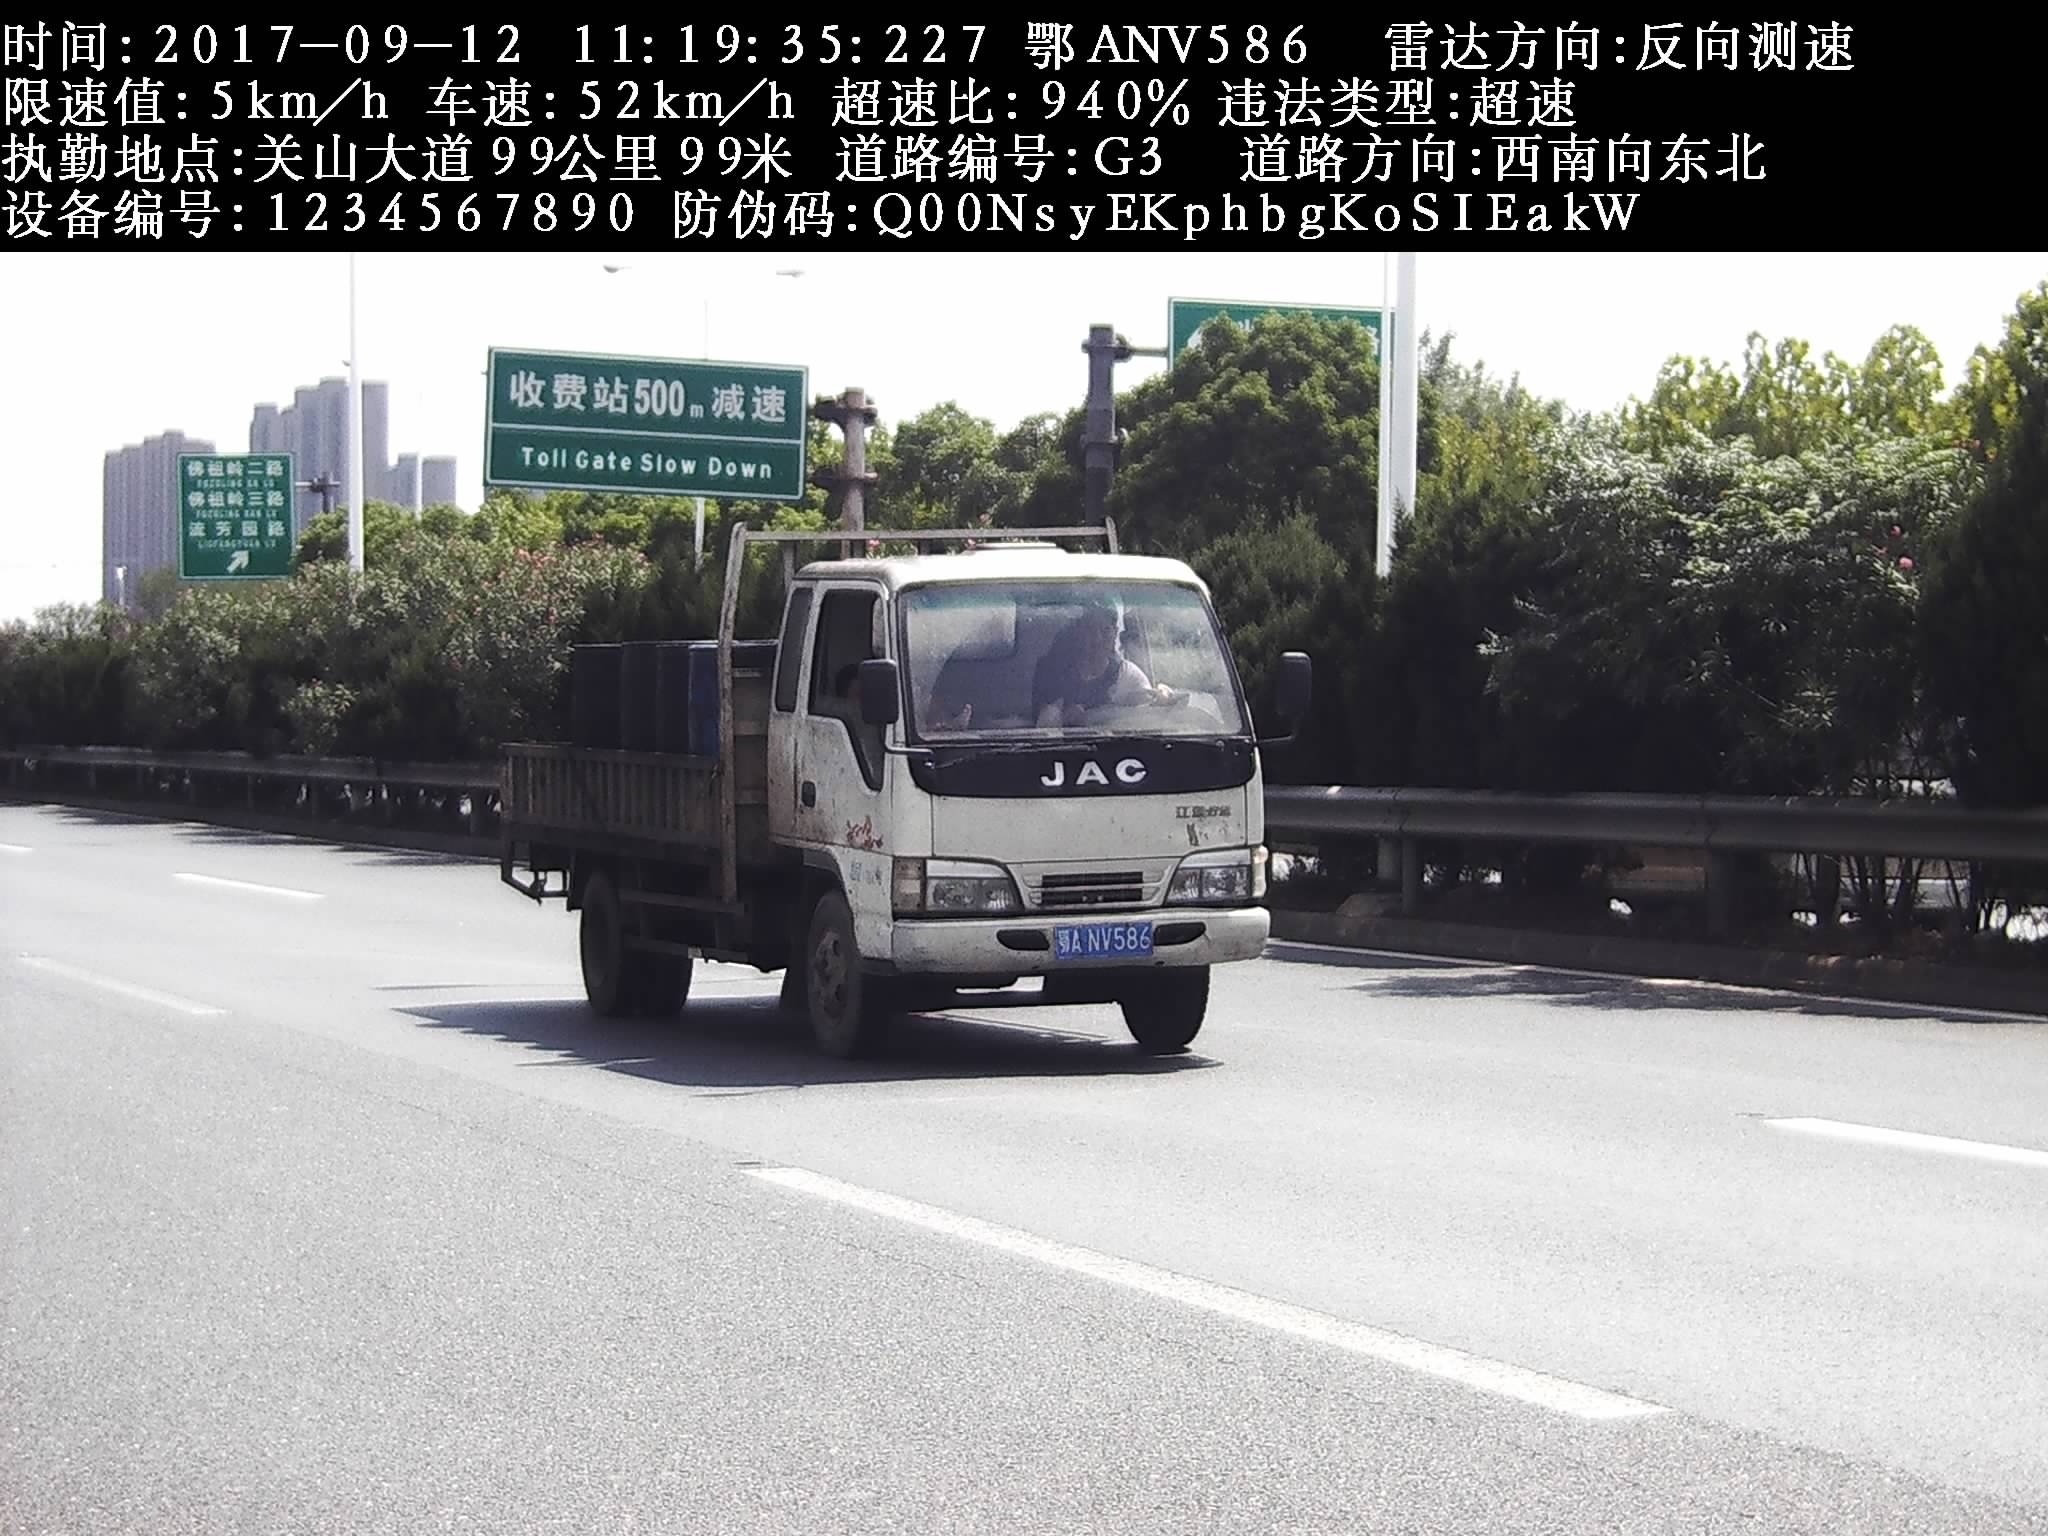 时间:2017-09-12 11:19:35:227 鄂ANV586 雷达方向:反向测速
限速值:5km/h 车速:52km/h 超速比:940% 违法类型:超速
执勤地点:关山大道99公里99米 道路编号:G3 道路方向:西南向东北
设备编号:1234567890 防伪码:Q00NsyEKphbgKoSIEakW
收费站500m减速
Toll Gate Slow Down
佛祖岭二路
佛祖岭三路
流芳园路
JAC
鄂A NV586